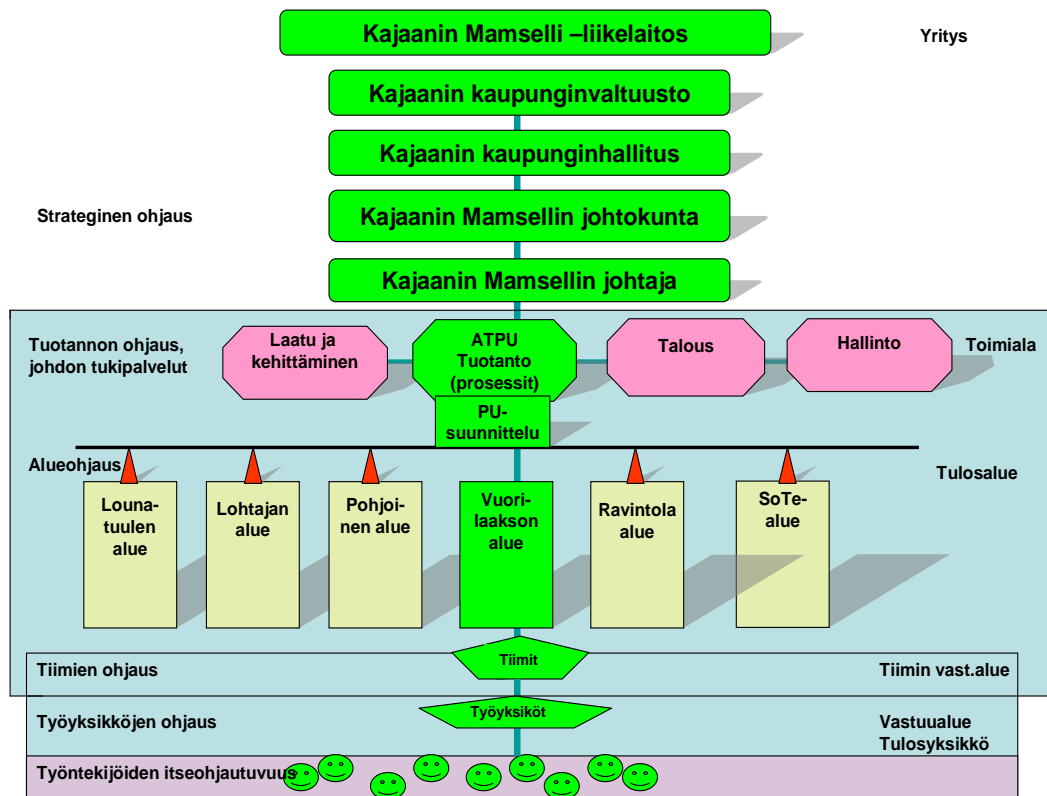 Kajaanin Mamselli –liikelaitos
Yritys
Kajaanin kaupunginvaltuusto
Kajaanin kaupunginhallitus
Strateginen ohjaus
Kajaanin Mamsellin johtokunta
Kajaanin Mamsellin johtaja
Tuotannon ohjaus,
johdon tukipalvelut
Laatu ja
kehittäminen
ATPU
Tuotanto
(prosessit)
Talous
Hallinto
Toimiala
PU-
suunnittelu
Alueohjaus
Tulosalue
Louna-
tuulen
alue
Lohtajan
alue
Pohjoi-
nen alue
Vuori-
laakson
alue
Ravintola
alue
SoTe-
alue
Tiimien ohjaus
Tiimit
Tiimin vast.alue
Työyksikköjen ohjaus
Työyksiköt
Vastuualue
Tulosyksikkö
Työntekijöiden itseohjautuvuus